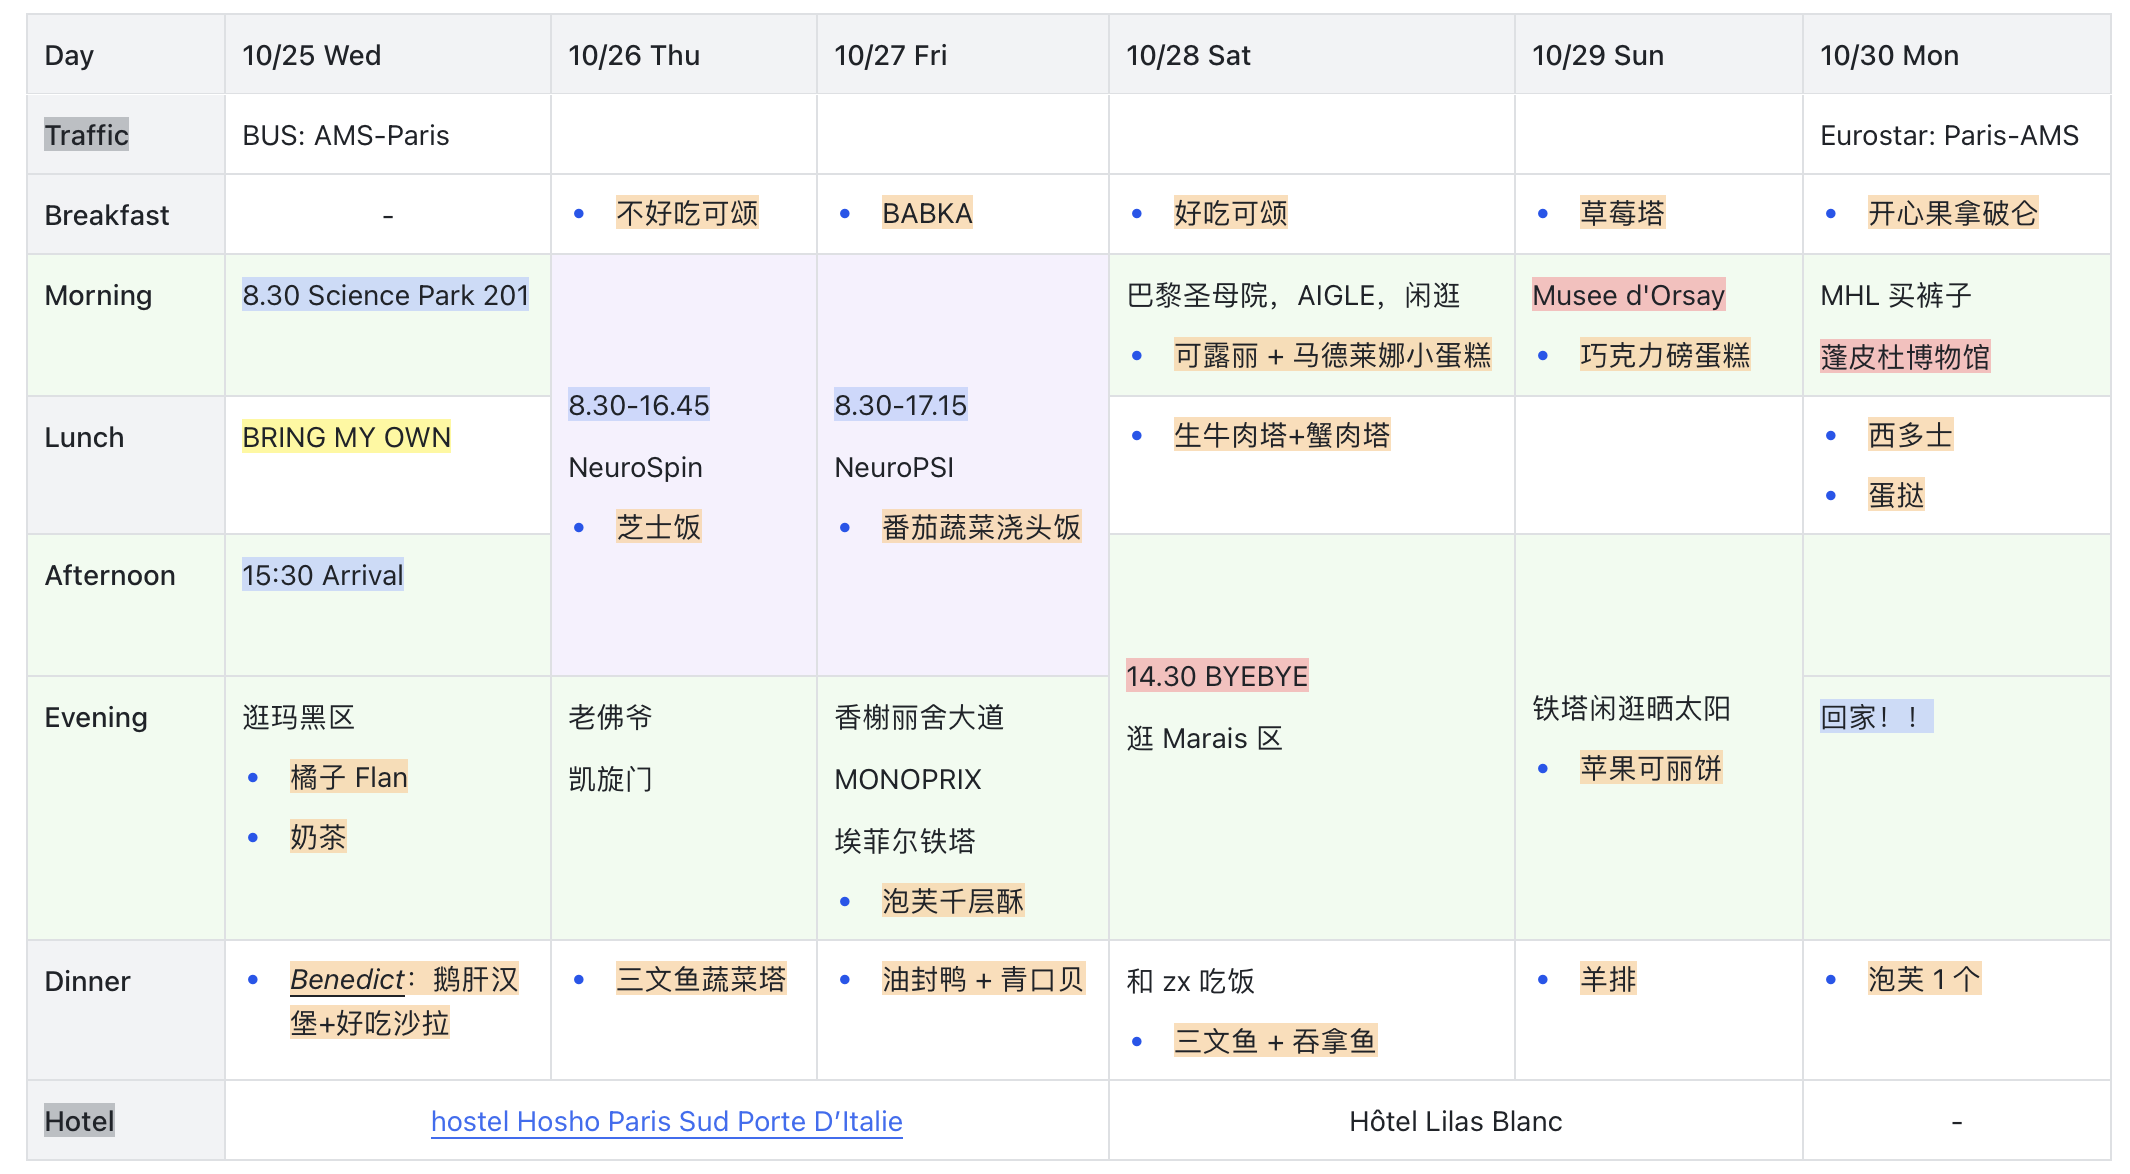 Day
10/25 Wed
10/26 Thu
10/27 Fri
10/28 Sat
10/29 Sun
10/30 Mon
Traffic
BUS: AMS-Paris
Eurostar: Paris-AMS
Breakfast
-
不好吃可颂
BABKA
好吃可颂
草莓塔
开心果拿破仑
Morning
8.30 Science Park 201
8.30-16.45
NeuroSpin
芝士饭
8.30-17.15
NeuroPSI
番茄蔬菜浇头饭
巴黎圣母院，AIGLE，闲逛
可露丽 + 马德莱娜小蛋糕
Musee d'Orsay
巧克力磅蛋糕
MHL 买裤子
蓬皮杜博物馆
Lunch
BRING MY OWN
生牛肉塔+蟹肉塔
西多士
蛋挞
Afternoon
15:30 Arrival
14.30 BYEBYE
逛 Marais 区
铁塔闲逛晒太阳
苹果可丽饼
Evening
逛玛黑区
橘子 Flan
奶茶
老佛爷
凯旋门
香榭丽舍大道
MONOPRIX
埃菲尔铁塔
泡芙千层酥
回家！！
Dinner
Benedict：鹅肝汉
堡+好吃沙拉
三文鱼蔬菜塔
油封鸭 + 青口贝
和 zx 吃饭
三文鱼 + 吞拿鱼
羊排
泡芙 1 个
Hotel
hostel Hosho Paris Sud Porte D’Italie
Hôtel Lilas Blanc
-